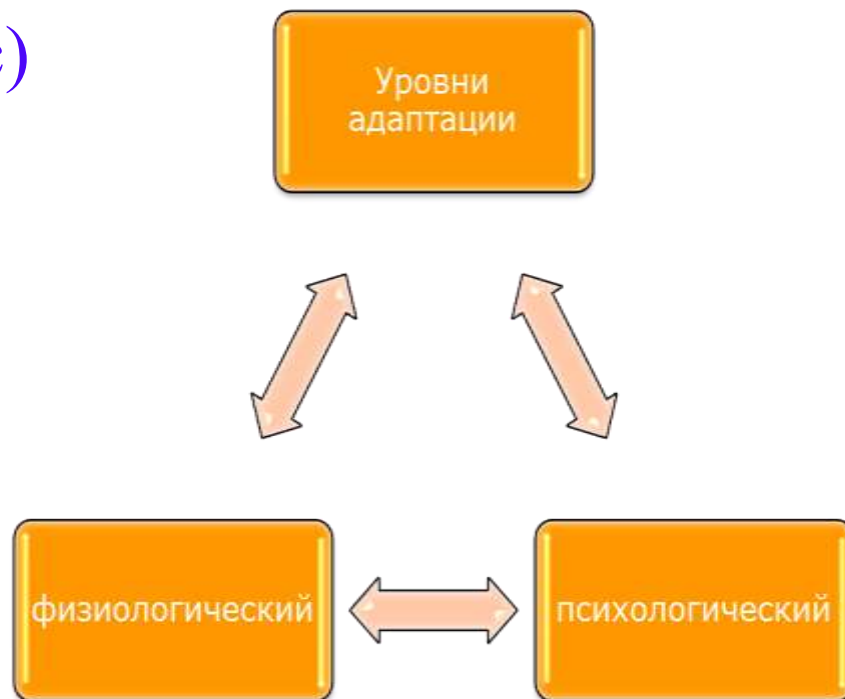 Уровни
адаптации
физиологический
психологический